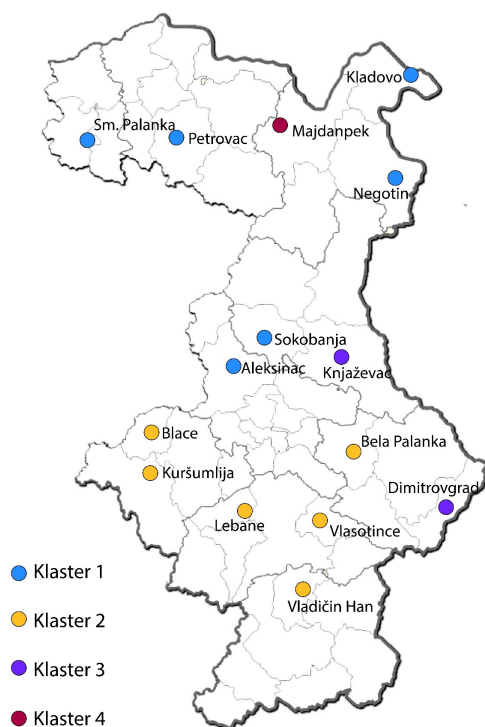 Kladovo
Sm. Palanka
Petrovac
Majdanpek
Negotin
Sokobanja
Aleksinac
Knjaževac
Blace
Bela Palanka
Kuršumlija
Dimitrovgrad
Lebane
Vlasotince
Vladičin Han
Klaster 1
Klaster 2
Klaster 3
Klaster 4